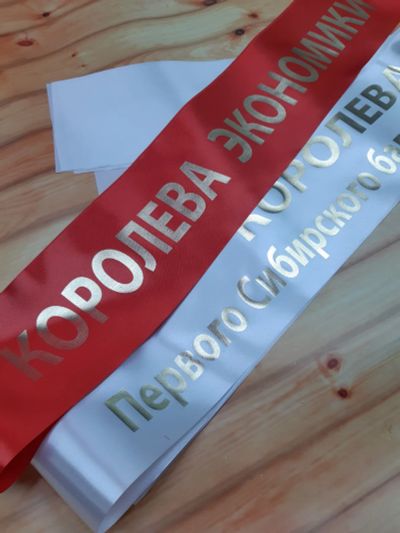 КОРОЛЕВА ЭКОНОМИКИ
КОРОЛЕВА
Первого Сибирского